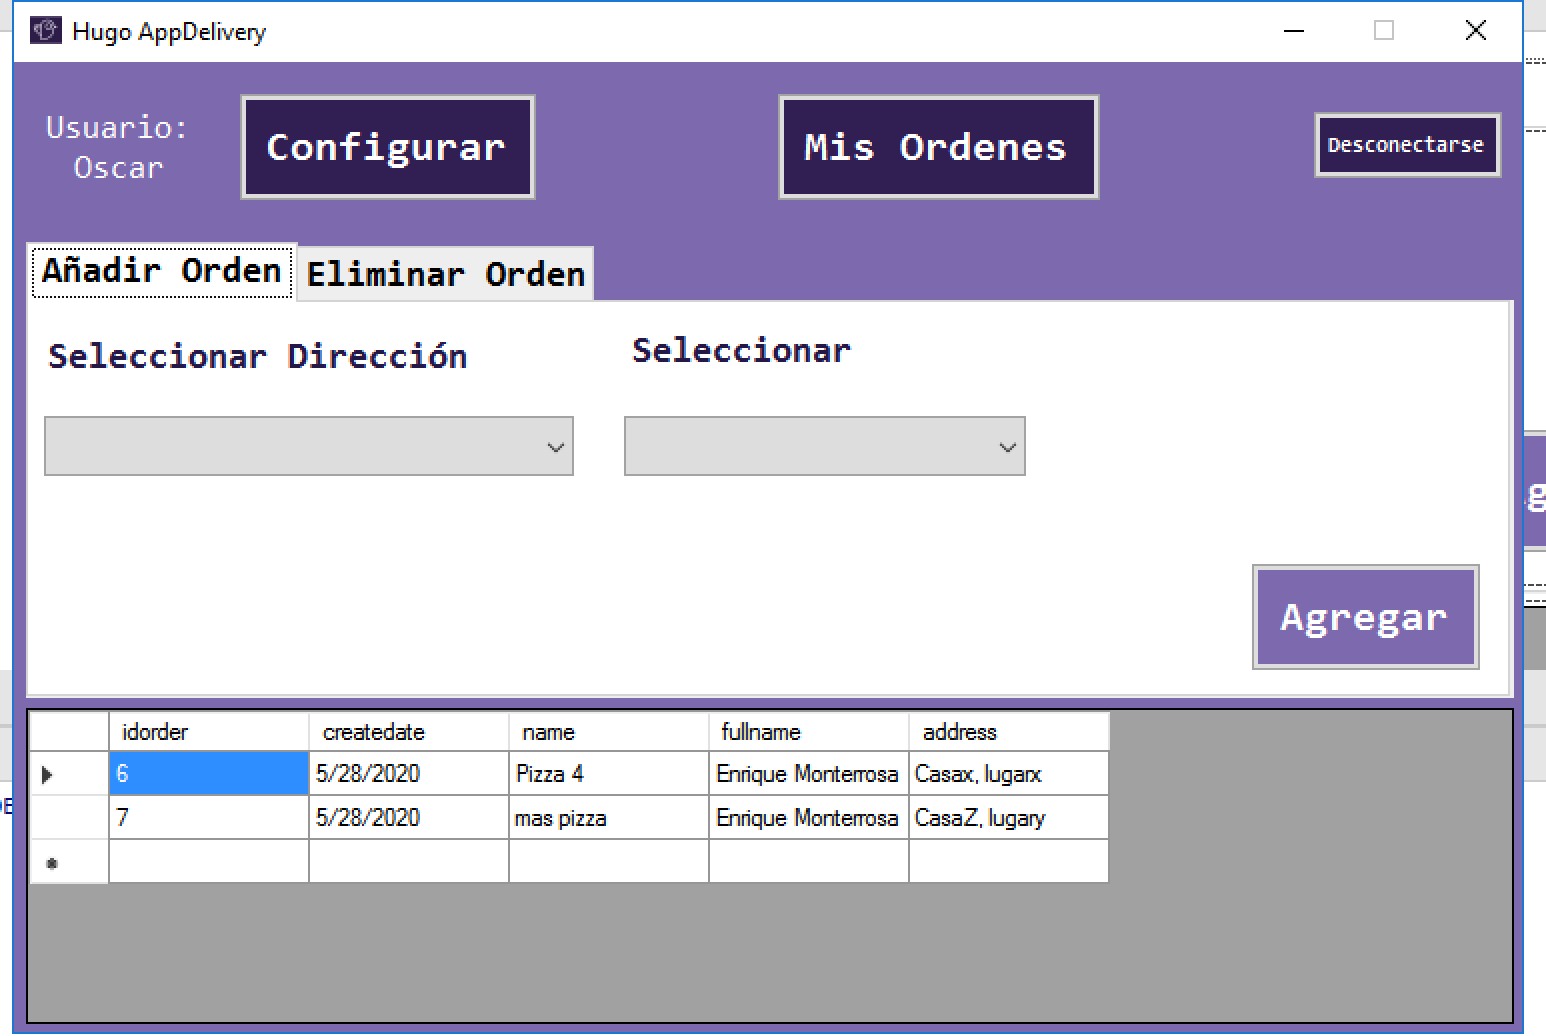 Hugo AppDelivery
Usuario:
Oscar
Configurar
Mis Ordenes
Desconectarse
Añadir Orden
Eliminar Orden
Seleccionar Dirección
Seleccionar
Agregar
idorder createdate name fullname address
6 5/28/2020 Pizza 4 Enrique Monterrosa Casax, lugarx
7 5/28/2020 mas pizza Enrique Monterrosa CasaZ, lugary